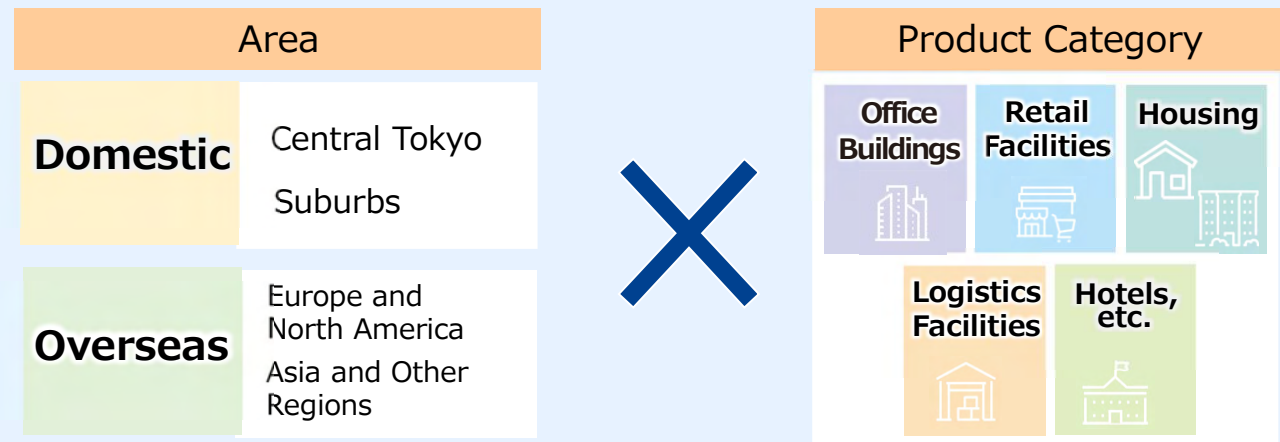 Area
Domestic
Central Tokyo
Suburbs
Overseas
Europe and
North America
Asia and Other
Regions
Product Category
Office
Buildings
Retail
Facilities
Housing
Logistics
Facilities
Hotels,
etc.